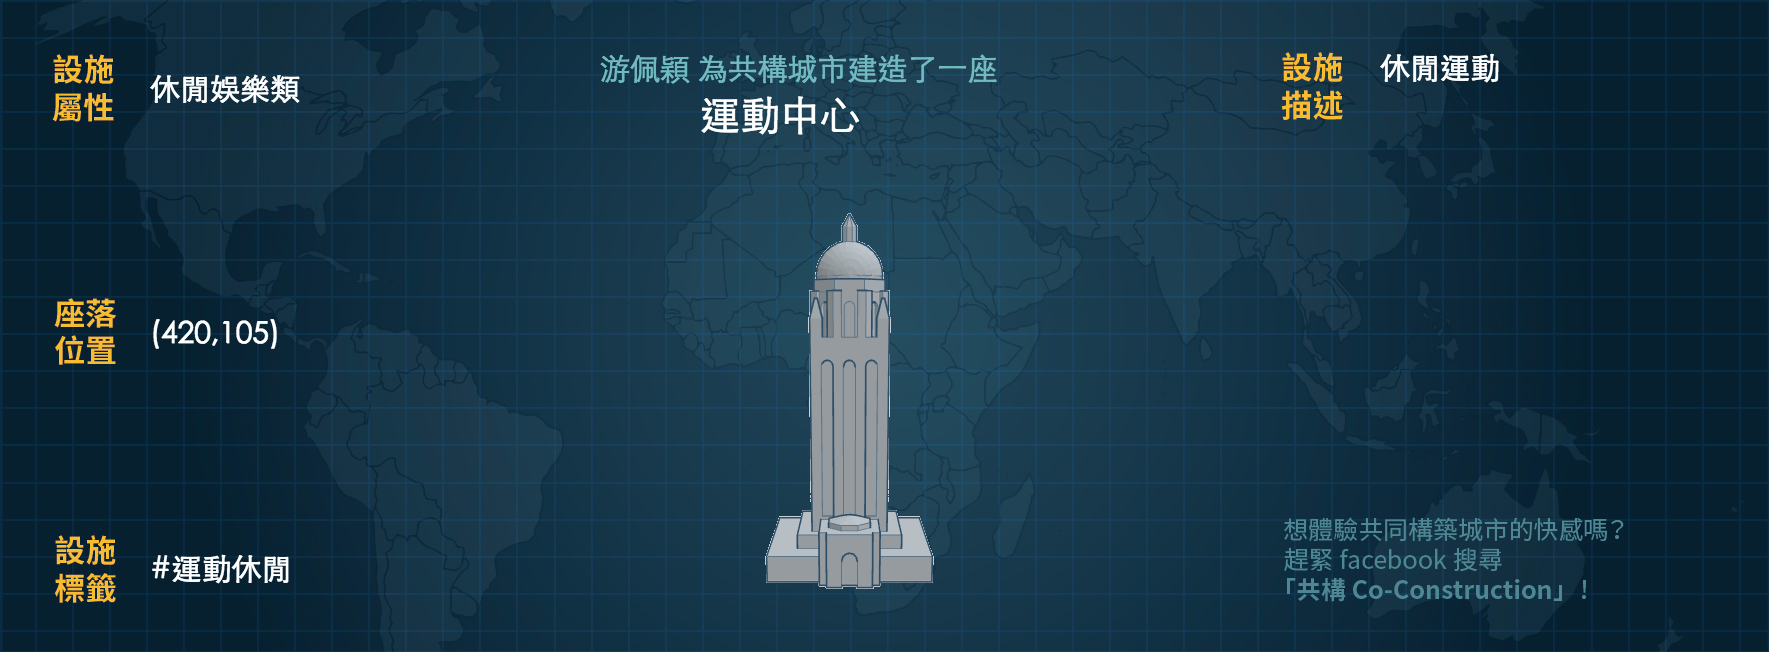 設施
屬性
休閒娛樂類
游佩穎 為共構城市建造了一座
運動中心
設施
描述
休閒運動
座落
位置
(420,105)
設施
標籤
#運動休閒
想體驗共同構築城市的快感嗎？
趕緊 facebook 搜尋
「共構 Co-Construction」！